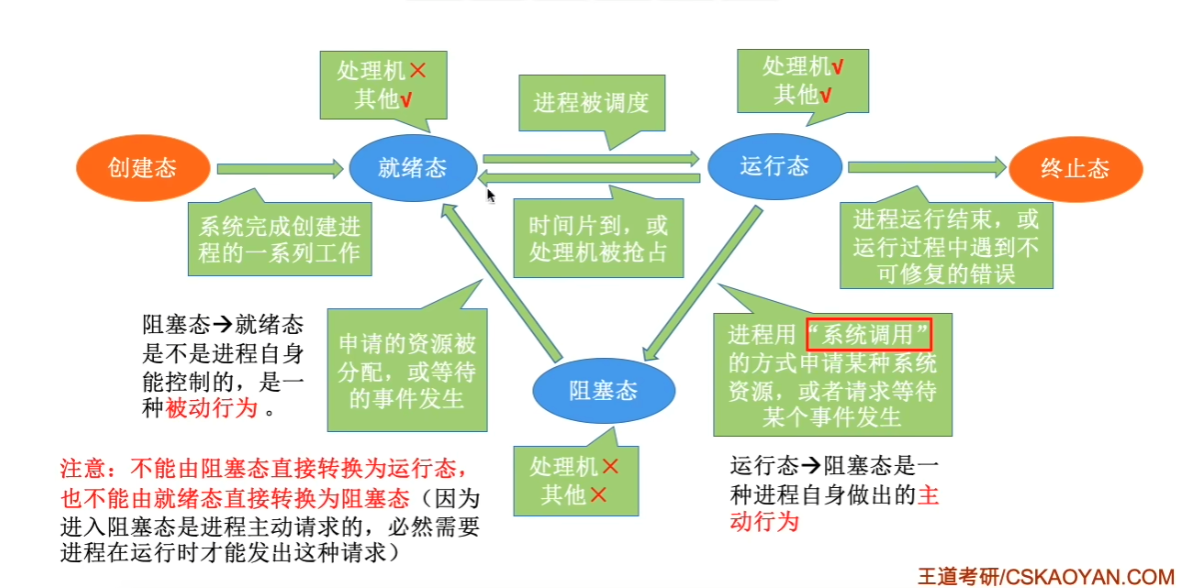 处理机×
其他√
进程被调度
处理机√
其他√
创建态
就绪态
运行态
终止态
系统完成创建进
程的一系列工作
时间片到，或
处理机被抢占
进程运行结束，或
运行过程中遇到不
可修复的错误
阻塞态→就绪态
是不是进程自身
能控制的，是一
种被动行为。
申请的资源被
分配，或等待
的事件发生
进程用“系统调用”
的方式申请某种系统
资源，或者请求等待
某个事件发生
阻塞态
处理机×
其他×
注意：不能由阻塞态直接转换为运行态，
也不能由就绪态直接转换为阻塞态（因为
进入阻塞态是进程主动请求的，必然需要
进程在运行时才能发出这种请求）
运行态→阻塞态是一
种进程自身做出的主
动行为
王道考研/CSKAOYAN.COM